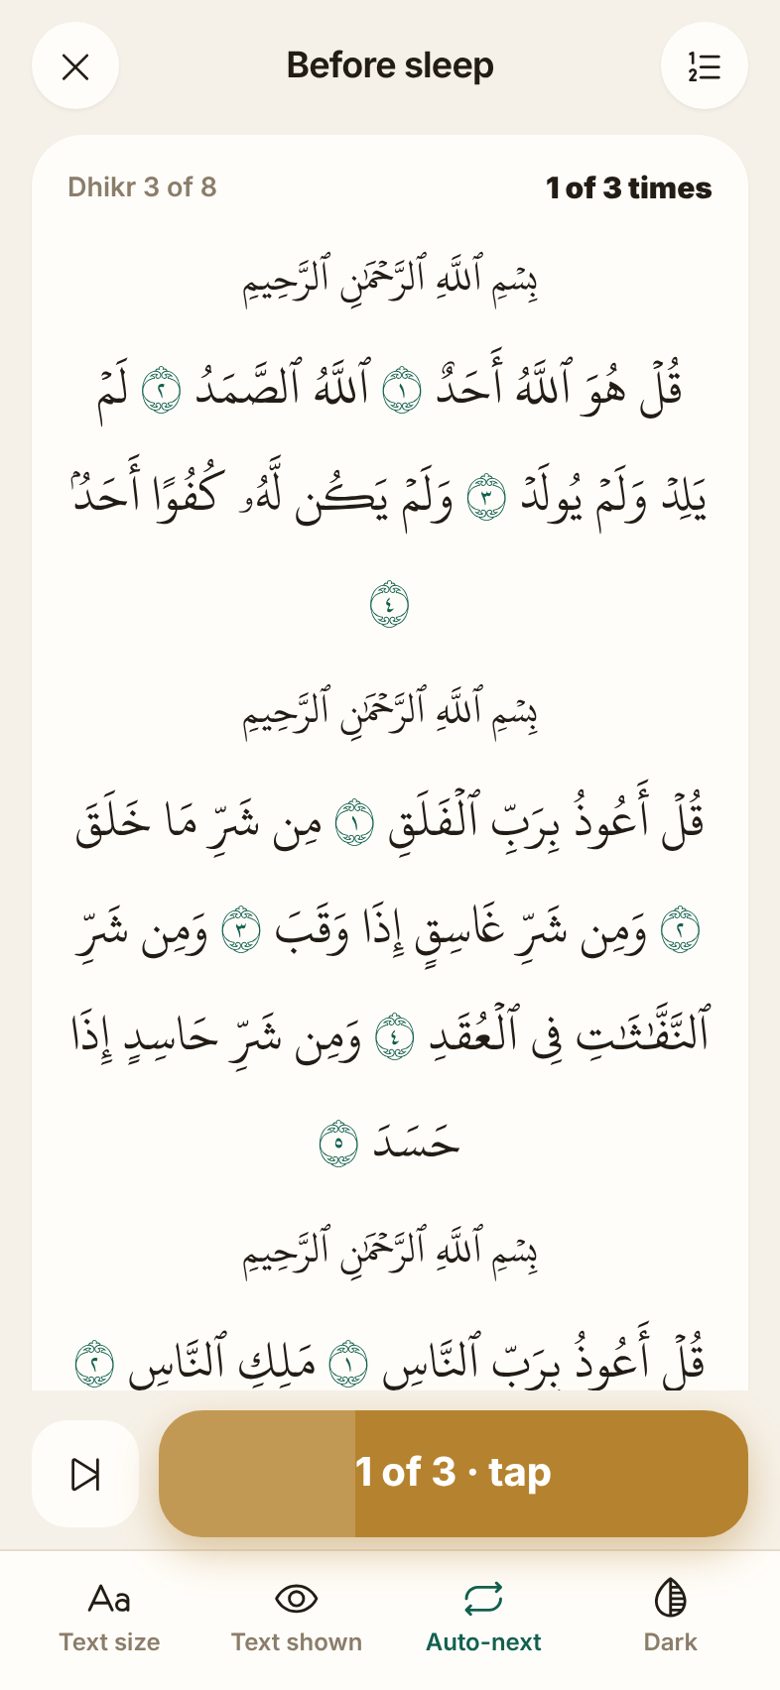 Before sleep
Dhikr 3 of 8
1 of 3 times
بِسْمِ ٱللَّهِ ٱلرَّحْمَٰنِ ٱلرَّحِيمِ
قُلْ هُوَ ٱللَّهُ أَحَدٌ ١ ٱللَّهُ ٱلصَّمَدُ ٢ لَمْ
يَلِدْ وَلَمْ يُولَدْ ٣ وَلَمْ يَكُن لَّهُۥ كُفُوًا أَحَدٌۢ
٤
بِسْمِ ٱللَّهِ ٱلرَّحْمَٰنِ ٱلرَّحِيمِ
قُلْ أَعُوذُ بِرَبِّ ٱلْفَلَقِ ١ مِن شَرِّ مَا خَلَقَ
٢ وَمِن شَرِّ غَاسِقٍ إِذَا وَقَبَ ٣ وَمِن شَرِّ
ٱلنَّفَّٰثَٰتِ فِى ٱلْعُقَدِ ٤ وَمِن شَرِّ حَاسِدٍ إِذَا
حَسَدَ ٥
بِسْمِ ٱللَّهِ ٱلرَّحْمَٰنِ ٱلرَّحِيمِ
قُلْ أَعُوذُ بِرَبِّ ٱلنَّاسِ ١ مَلِكِ ٱلنَّاسِ ٢
1 of 3 · tap
Text size
Text shown
Auto-next
Dark